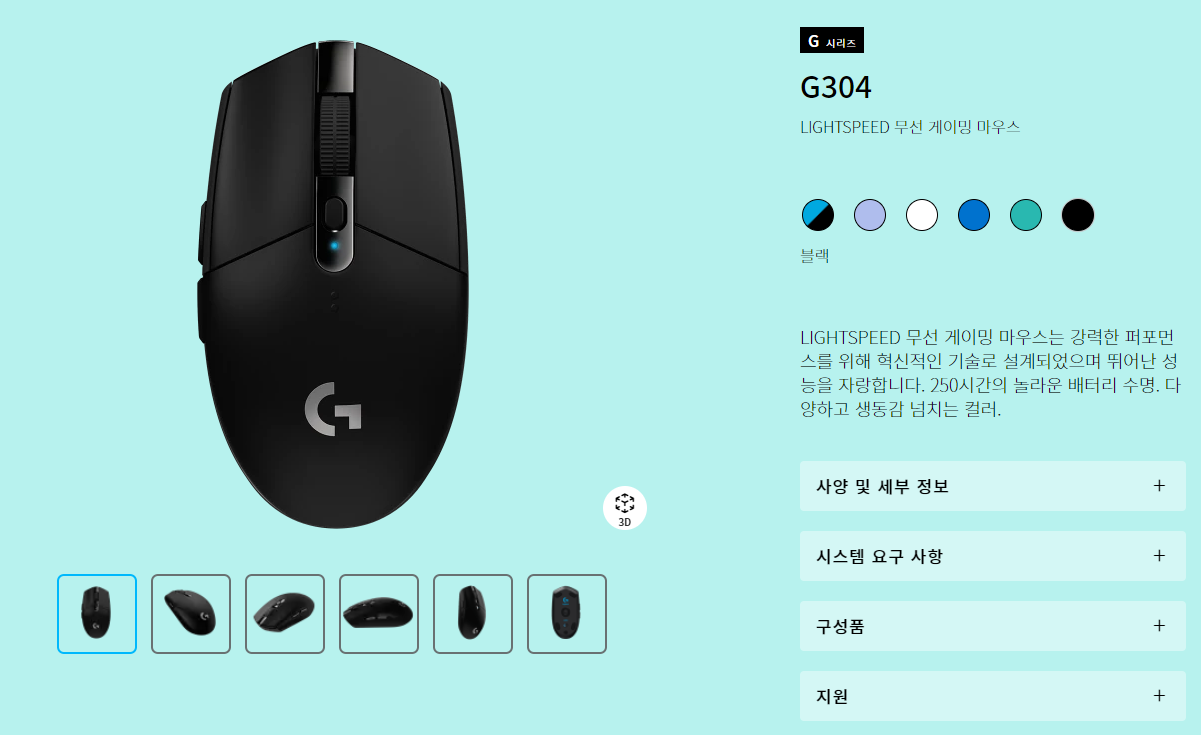 G 시리즈
G304
LIGHTSPEED 무선 게이밍 마우스
블랙
LIGHTSPEED 무선 게이밍 마우스는 강력한 퍼포먼
스를 위해 혁신적인 기술로 설계되었으며 뛰어난 성
능을 자랑합니다. 250시간의 놀라운 배터리 수명. 다
양하고 생동감 넘치는 컬러.
3D
사양 및 세부 정보 +
시스템 요구 사항 +
구성품 +
지원 +